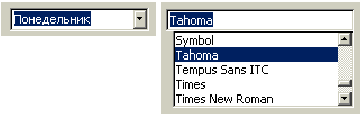 Понедельник
Tahoma
Symbol
Tahoma
Tempus Sans ITC
Times
Times New Roman